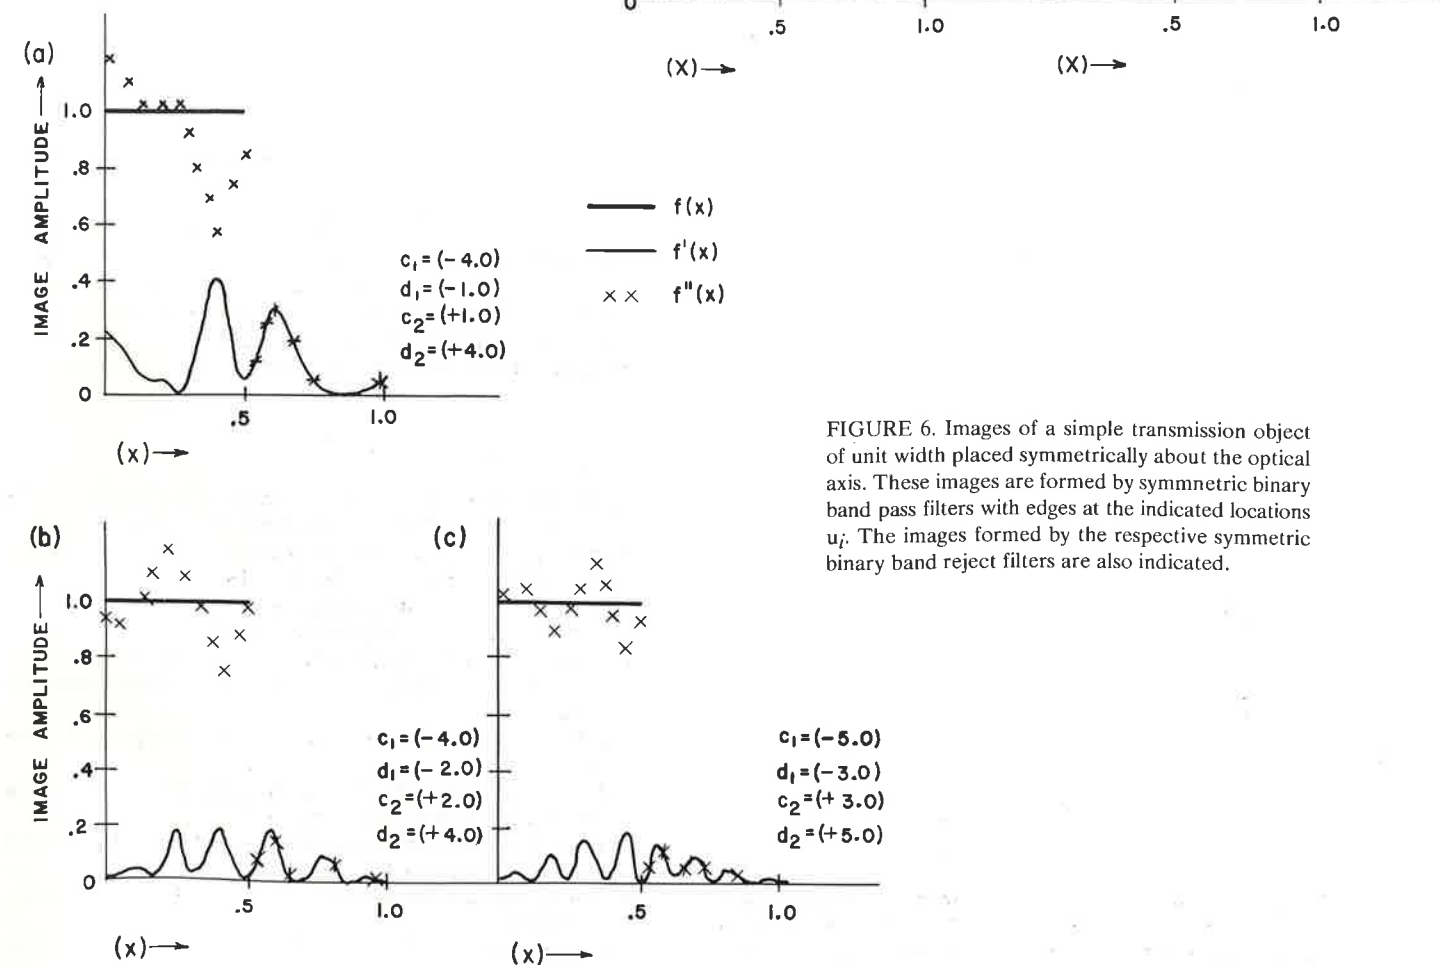 0
.5
1.0
.5
1.0
(X)
(X)
(a)
IMAGE AMPLITUDE
1.0
.8
.6
.4
.2
0
.5
1.0
(x)
c₁=(-4.0)
d₁=(-1.0)
c₂=(+1.0)
d₂=(+4.0)
f(x)
f'(x)
×× f"(x)
FIGURE 6. Images of a simple transmission object
of unit width placed symmetrically about the optical
axis. These images are formed by symmnetric binary
band pass filters with edges at the indicated locations
uᵢ. The images formed by the respective symmetric
binary band reject filters are also indicated.
(b)
IMAGE AMPLITUDE
1.0
.8
.6
.4
.2
0
.5
1.0
(x)
c₁=(-4.0)
d₁=(-2.0)
c₂=(+2.0)
d₂=(+4.0)
(c)
.5
1.0
(x)
c₁=(-5.0)
d₁=(-3.0)
c₂=(+3.0)
d₂=(+5.0)